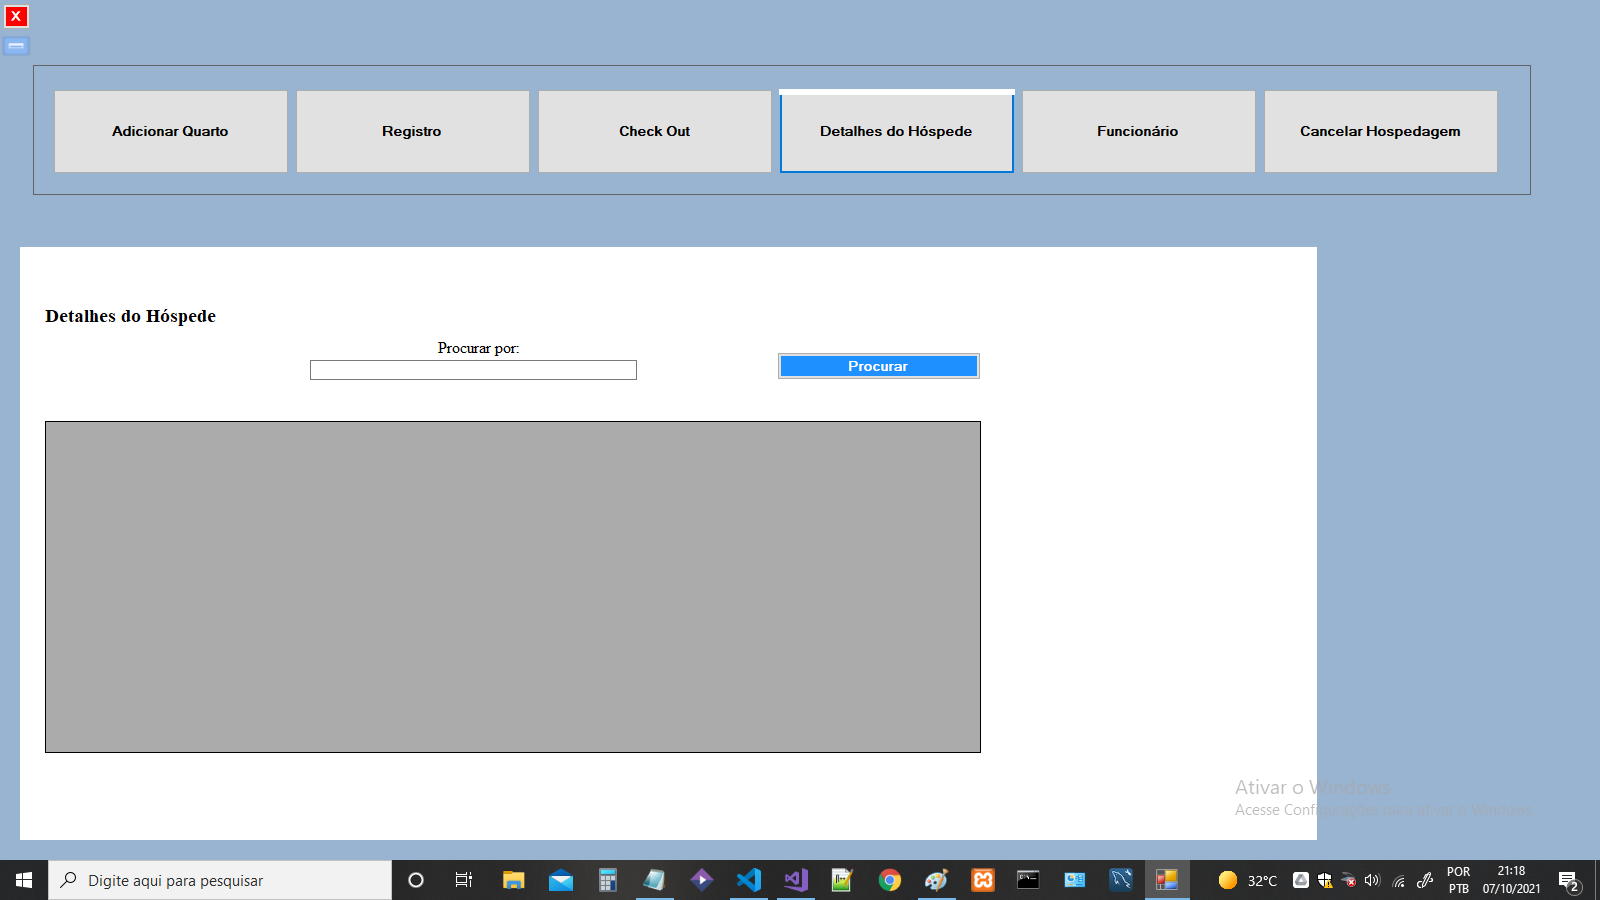 X
Adicionar Quarto
Registro
Check Out
Detalhes do Hóspede
Funcionário
Cancelar Hospedagem
Detalhes do Hóspede
Procurar por:
Procurar
Ativar o Windows
Acesse Configurações para ativar o Windows.
Digite aqui para pesquisar
32°C
POR
PTB
21:18
07/10/2021
2